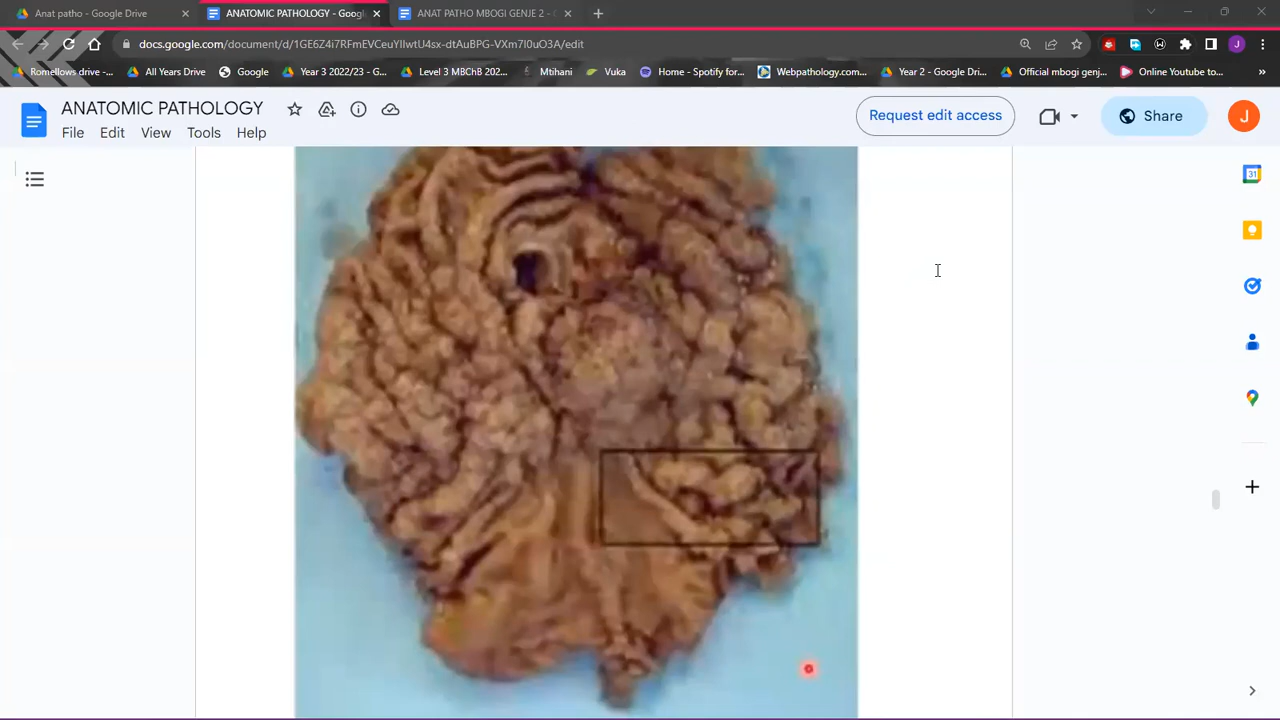 Anat patho - Google Drive
ANATOMIC PATHOLOGY - Googl
ANAT PATHO MBOGI GENJE 2 -
docs.google.com/document/d/1GE6Z4i7RFmEVCeuYIlwtU4sx-dtAuBPG-VXm7I0uO3A/edit
Romellows drive -...
All Years Drive
Google
Year 3 2022/23 - G...
Level 3 MBChB 202...
Mtihani
Vuka
Home - Spotify for...
Webpathology.com...
Year 2 - Google Dri...
Official mbogi genj...
Online Youtube to...
ANATOMIC PATHOLOGY
File Edit View Tools Help
Request edit access
Share
J
31